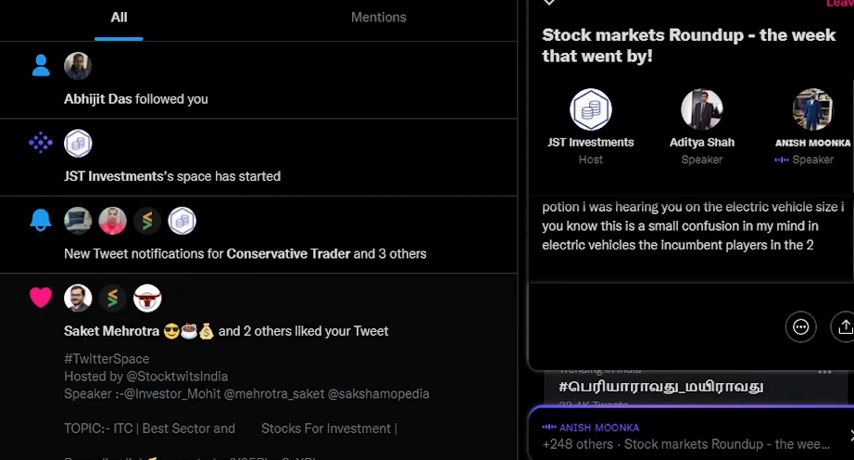 All
Mentions
Abhijit Das followed you
JST Investments's space has started
New Tweet notifications for Conservative Trader and 3 others
Saket Mehrotra 😎☕💰 and 2 others liked your Tweet
#TwitterSpace
Hosted by @StocktwitsIndia
Speaker :-@Investor_Mohit @mehrotra_saket @sakshamopedia
TOPIC:- ITC | Best Sector and Stocks For Investment |
Leav
Stock markets Roundup - the week
that went by!
JST Investments
Host
Aditya Shah
Speaker
ANISH MOONKA
Speaker
potion i was hearing you on the electric vehicle size i
you know this is a small confusion in my mind in
electric vehicles the incumbent players in the 2
Trending in India
#பெரியாராவது_மயிராவது
ANISH MOONKA
+248 others · Stock markets Roundup - the wee...